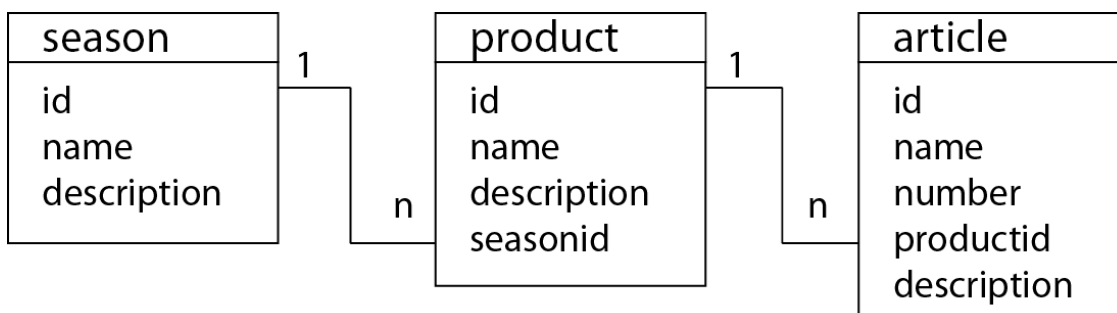 season
id
name
description
1
n
product
id
name
description
seasonid
1
n
article
id
name
number
productid
description